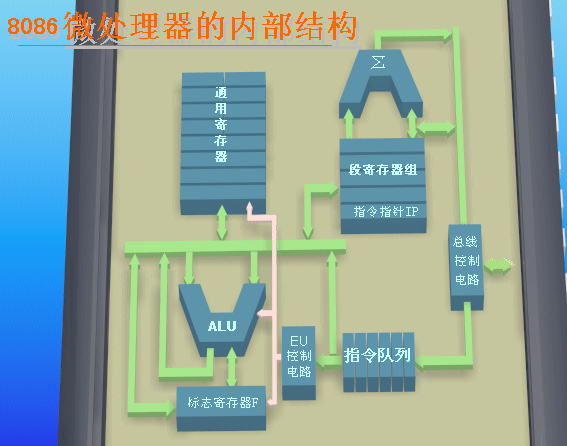 8086微处理器的内部结构
Σ
通用寄存器
段寄存器组
指令指针IP
总线控制电路
ALU
EU控制电路
指令队列
标志寄存器F